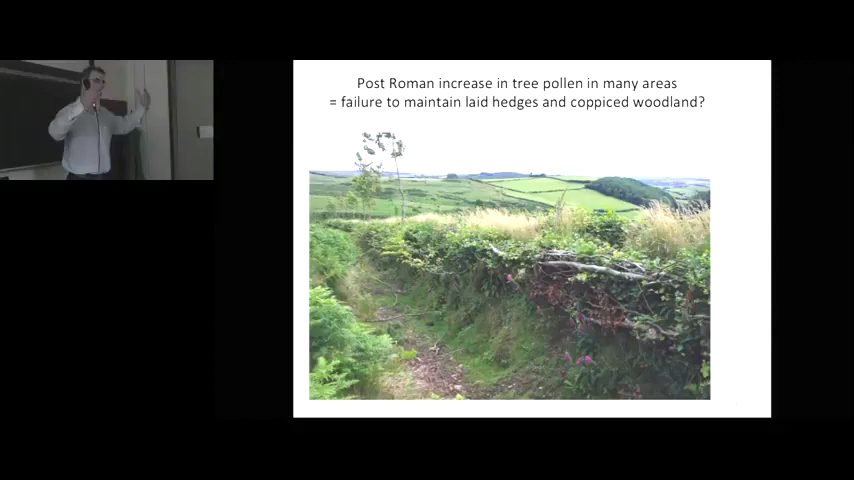 Post Roman increase in tree pollen in many areas
= failure to maintain laid hedges and coppiced woodland?